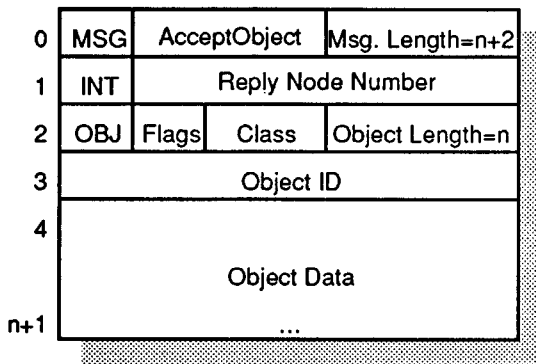 0 MSG AcceptObject Msg. Length=n+2
1 INT Reply Node Number
2 OBJ Flags Class Object Length=n
3 Object ID
4
Object Data
n+1 ...